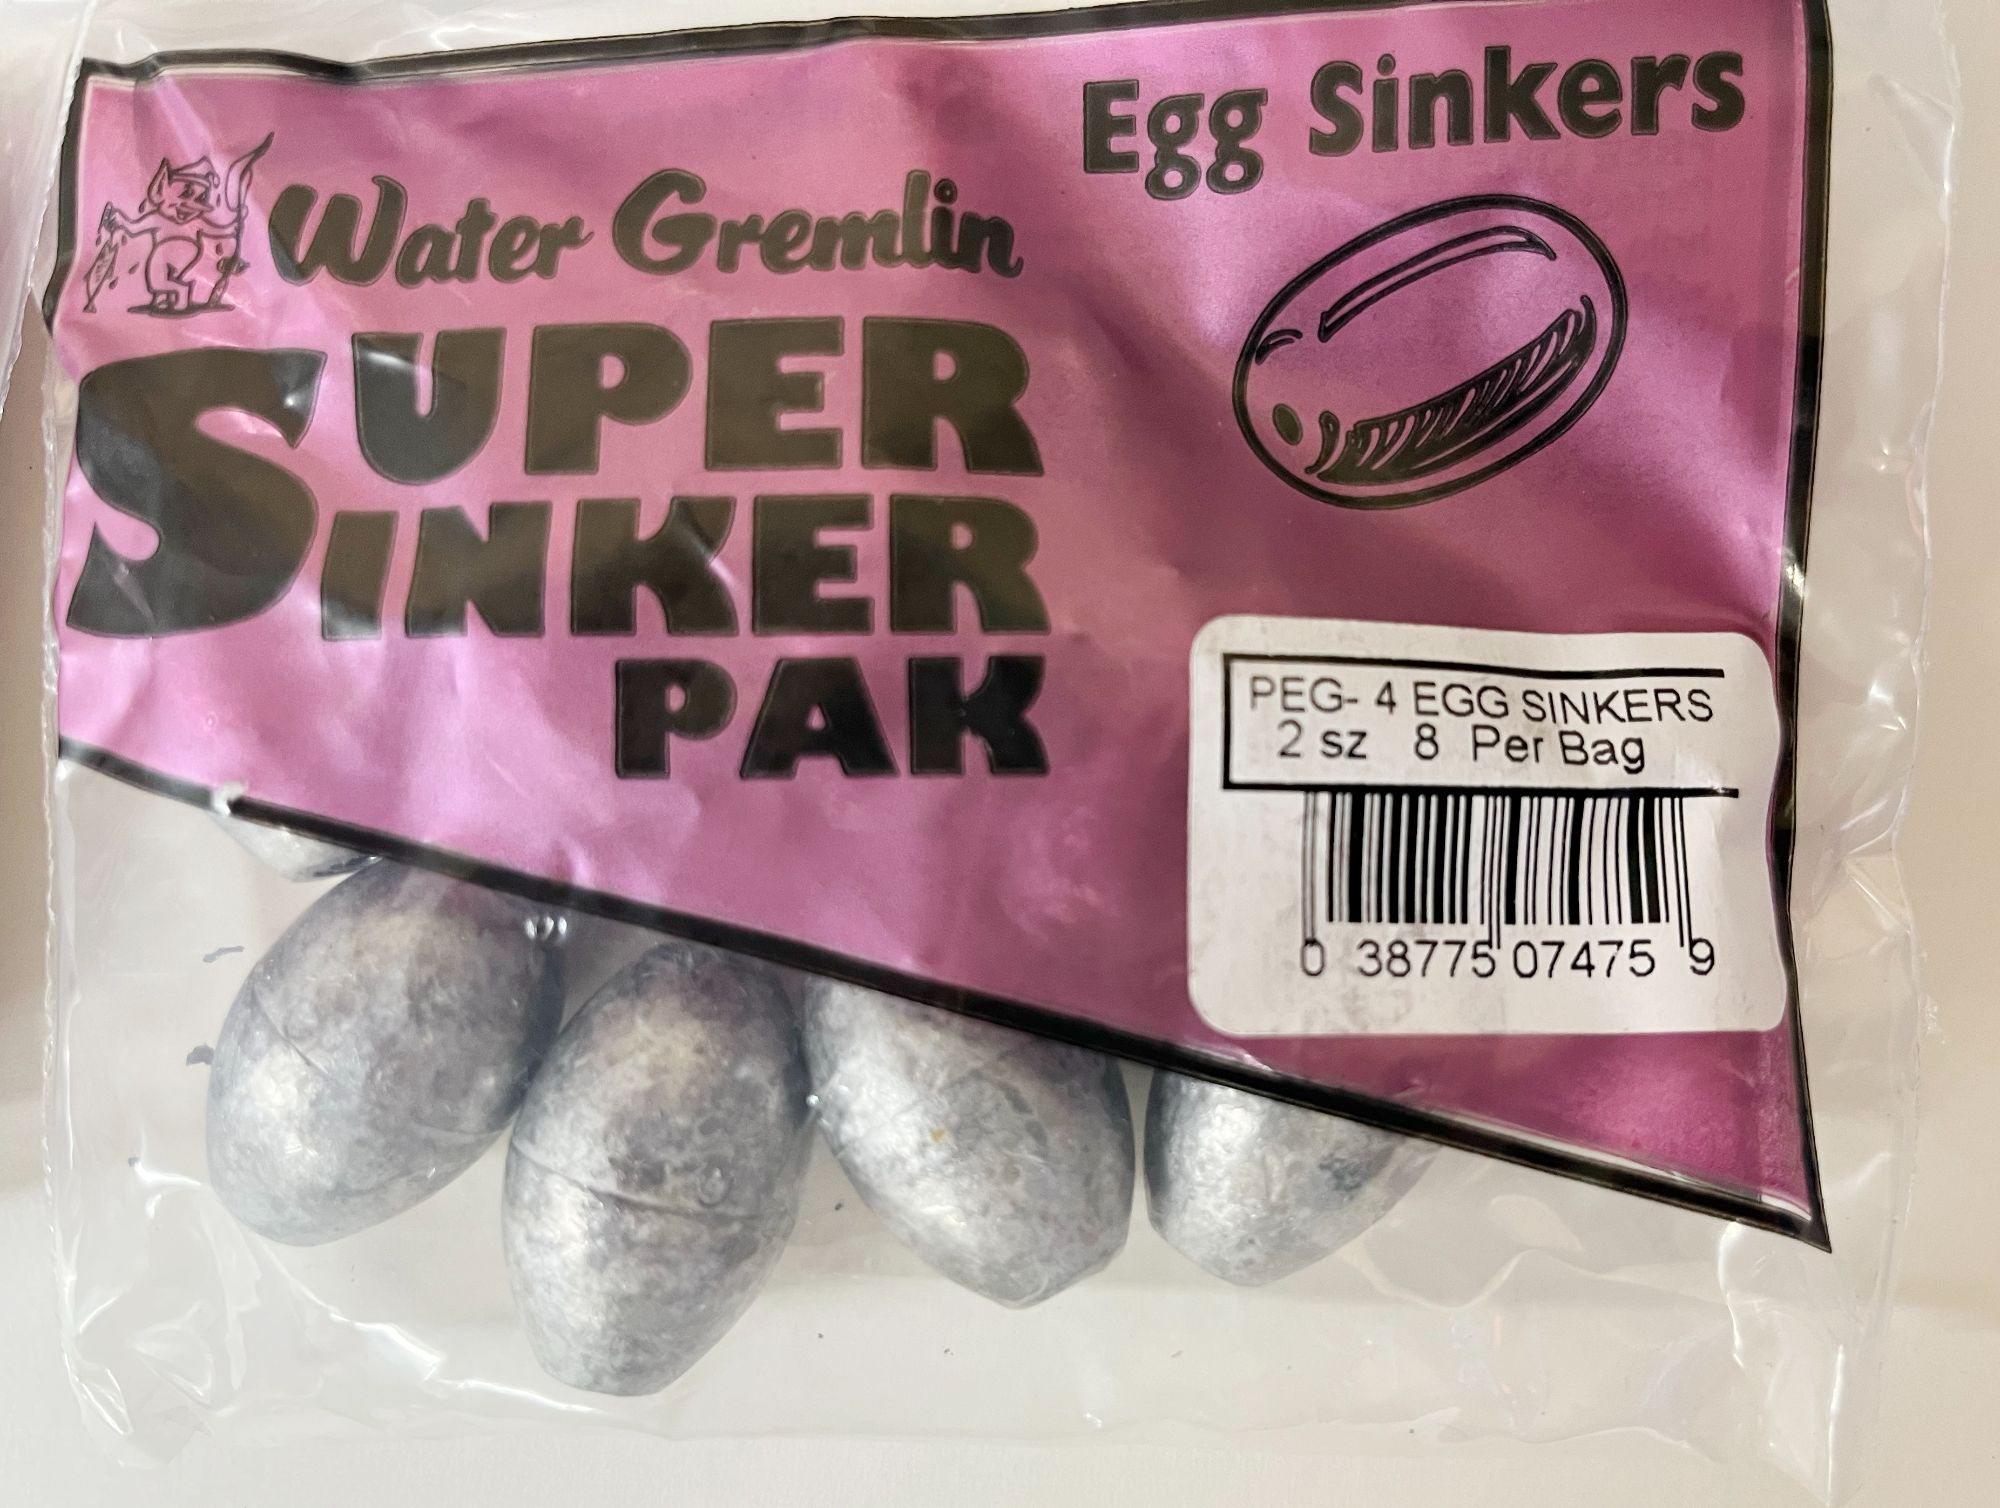 Egg Sinkers
Water Gremlin
SUPER
SINKER
PAK
PEG- 4 EGG SINKERS
2 sz 8 Per Bag
0 38775 07475 9